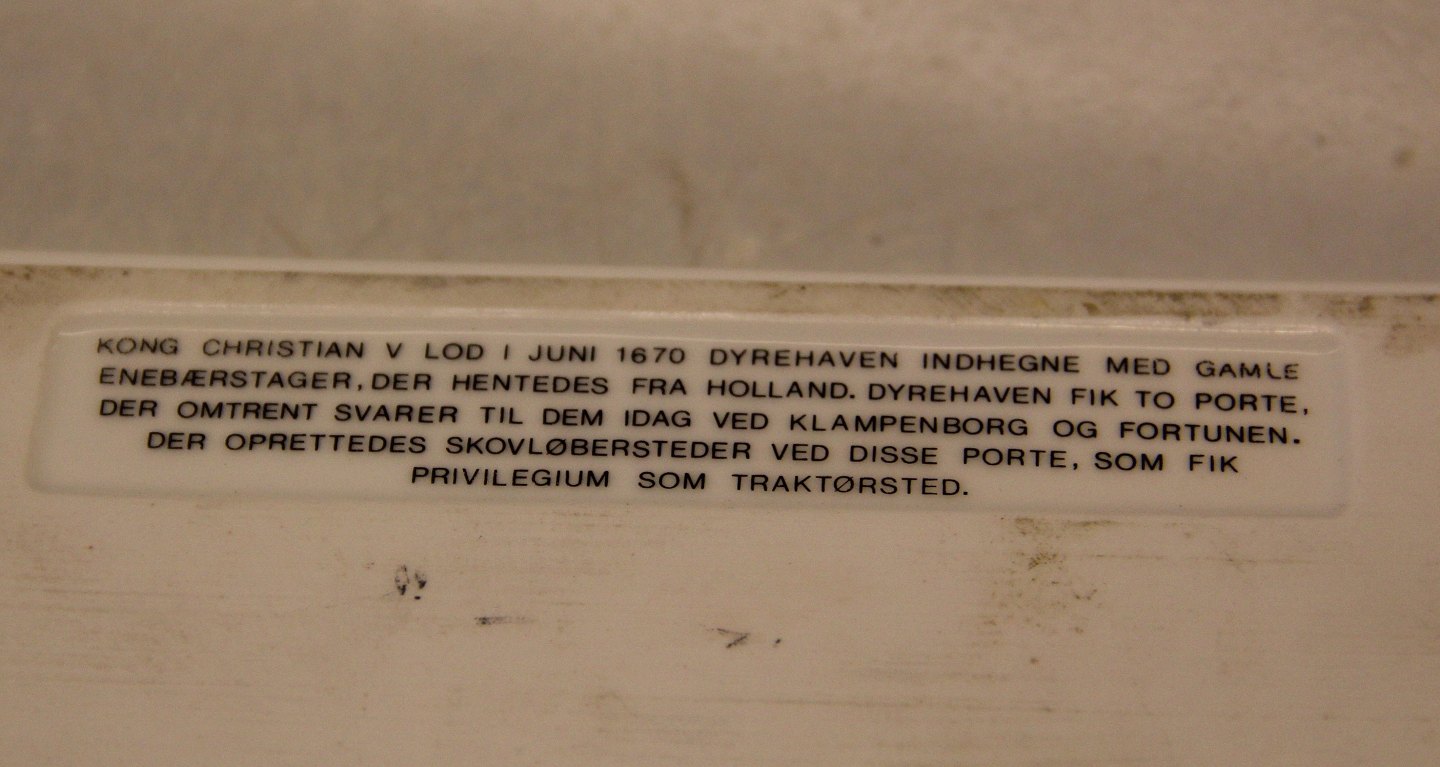 KONG CHRISTIAN V LOD I JUNI 1670 DYREHAVEN INDHEGNE MED GAMLE
ENEBÆRSTAGER, DER HENTEDES FRA HOLLAND. DYREHAVEN FIK TO PORTE,
DER OMTRENT SVARER TIL DEM IDAG VED KLAMPENBORG OG FORTUNEN.
DER OPRETTEDES SKOVLØBERSTEDER VED DISSE PORTE, SOM FIK
PRIVILEGIUM SOM TRAKTØRSTED.